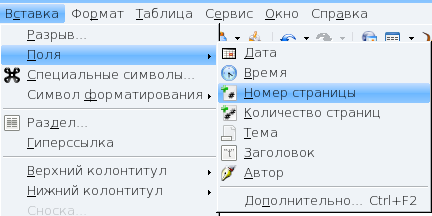 Вставка Формат Таблица Сервис Окно Справка
Разрыв...
Поля
Специальные символы...
Символ форматирования
Раздел...
Гиперссылка
Верхний колонтитул
Нижний колонтитул
Сноска...
Дата
Время
Номер страницы
Количество страниц
Тема
Заголовок
Автор
Дополнительно... Ctrl+F2